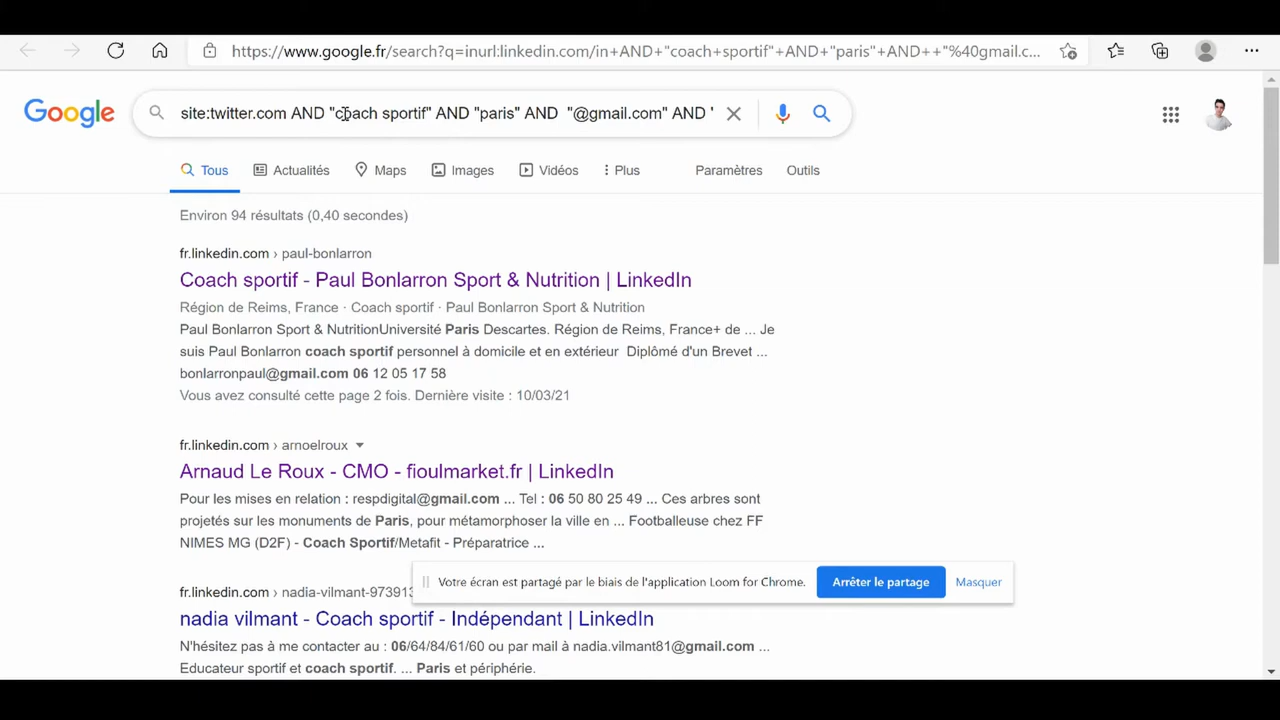 https://www.google.fr/search?q=inurl:linkedin.com/in+AND+"coach+sportif"+AND+"paris"+AND++"%40gmail.c...
Google
site:twitter.com AND "coach sportif" AND "paris" AND  "@gmail.com" AND '
Tous
Actualités
Maps
Images
Vidéos
Plus
Paramètres
Outils
Environ 94 résultats (0,40 secondes)
fr.linkedin.com › paul-bonlarron
Coach sportif - Paul Bonlarron Sport & Nutrition | LinkedIn
Région de Reims, France · Coach sportif · Paul Bonlarron Sport & Nutrition
Paul Bonlarron Sport & NutritionUniversité Paris Descartes. Région de Reims, France+ de ... Je
suis Paul Bonlarron coach sportif personnel à domicile et en extérieur  Diplômé d'un Brevet ...
bonlarronpaul@gmail.com 06 12 05 17 58
Vous avez consulté cette page 2 fois. Dernière visite : 10/03/21
fr.linkedin.com › arnoelroux
Arnaud Le Roux - CMO - fioulmarket.fr | LinkedIn
Pour les mises en relation : respdigital@gmail.com ... Tel : 06 50 80 25 49 ... Ces arbres sont
projetés sur les monuments de Paris, pour métamorphoser la ville en ... Footballeuse chez FF
NIMES MG (D2F) - Coach Sportif/Metafit - Préparatrice ...
Votre écran est partagé par le biais de l'application Loom for Chrome.
Arrêter le partage
Masquer
fr.linkedin.com › nadia-vilmant-973913
nadia vilmant - Coach sportif - Indépendant | LinkedIn
N'hésitez pas à me contacter au : 06/64/84/61/60 ou par mail à nadia.vilmant81@gmail.com ...
Educateur sportif et coach sportif. ... Paris et périphérie.